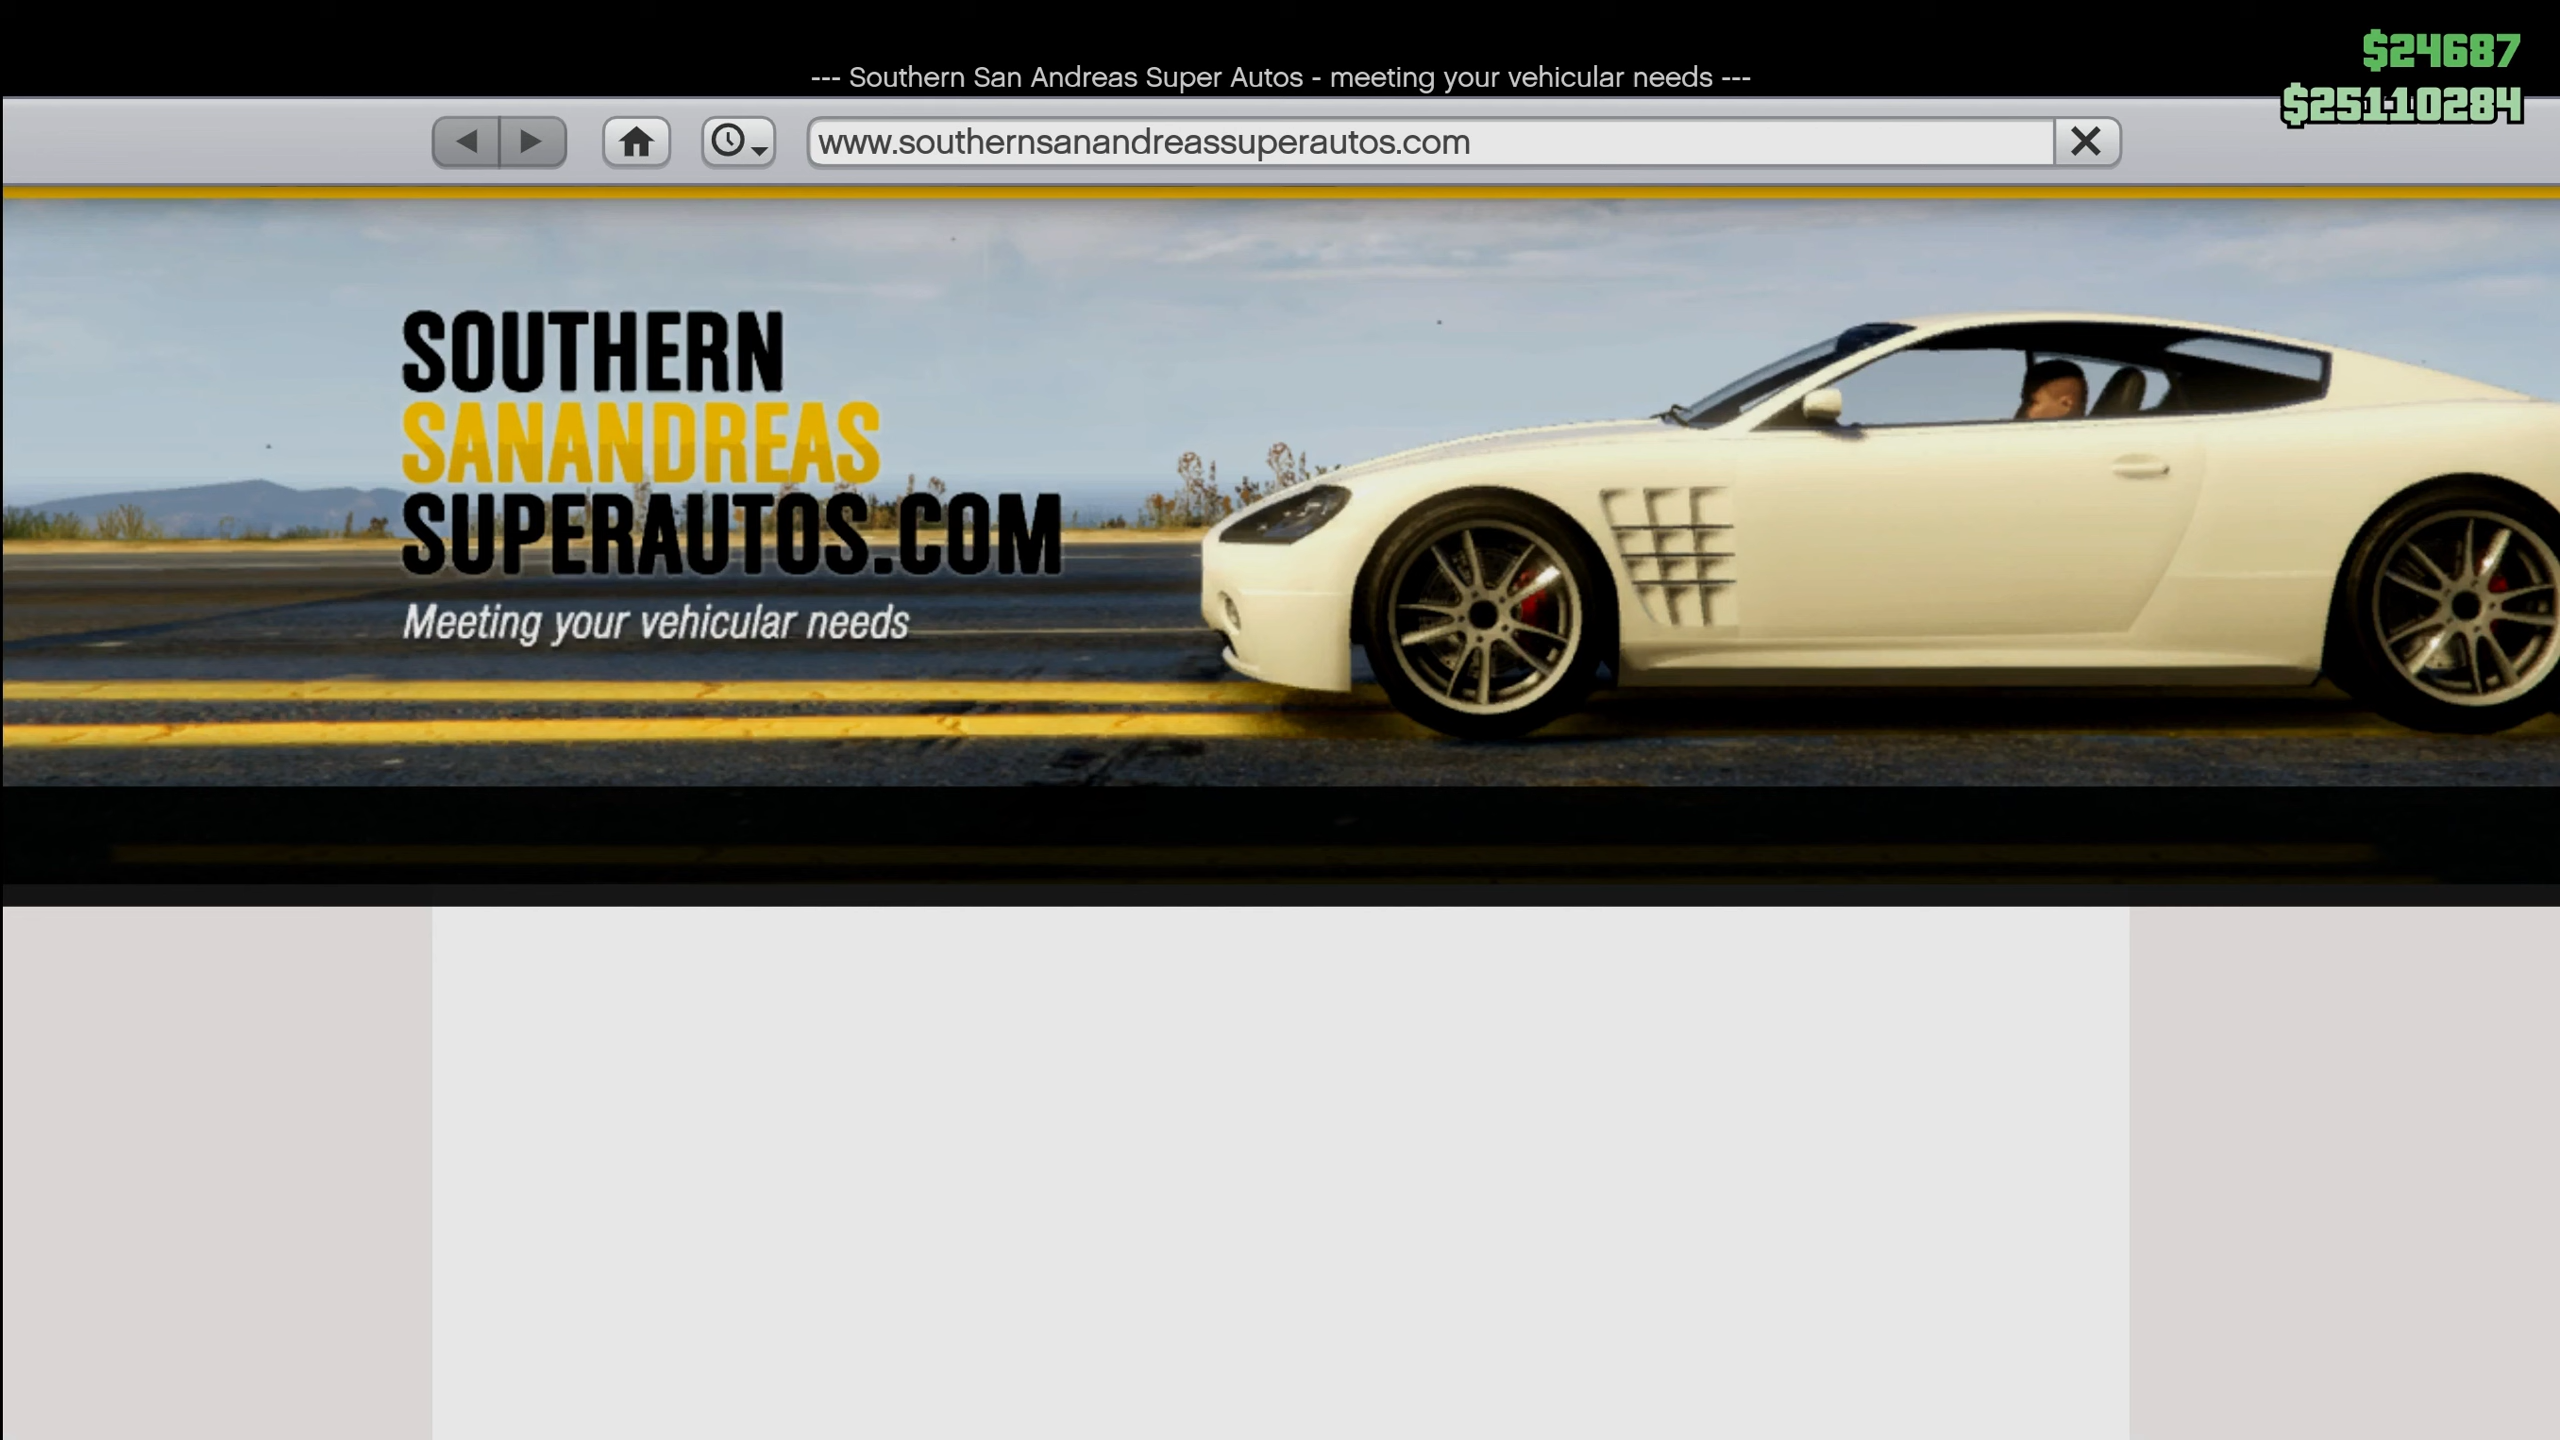 $24687
--- Southern San Andreas Super Autos - meeting your vehicular needs ---
$25110284
www.southernsanandreassuperautos.com
SOUTHERN
SANANDREAS
SUPERAUTOS.COM
Meeting your vehicular needs